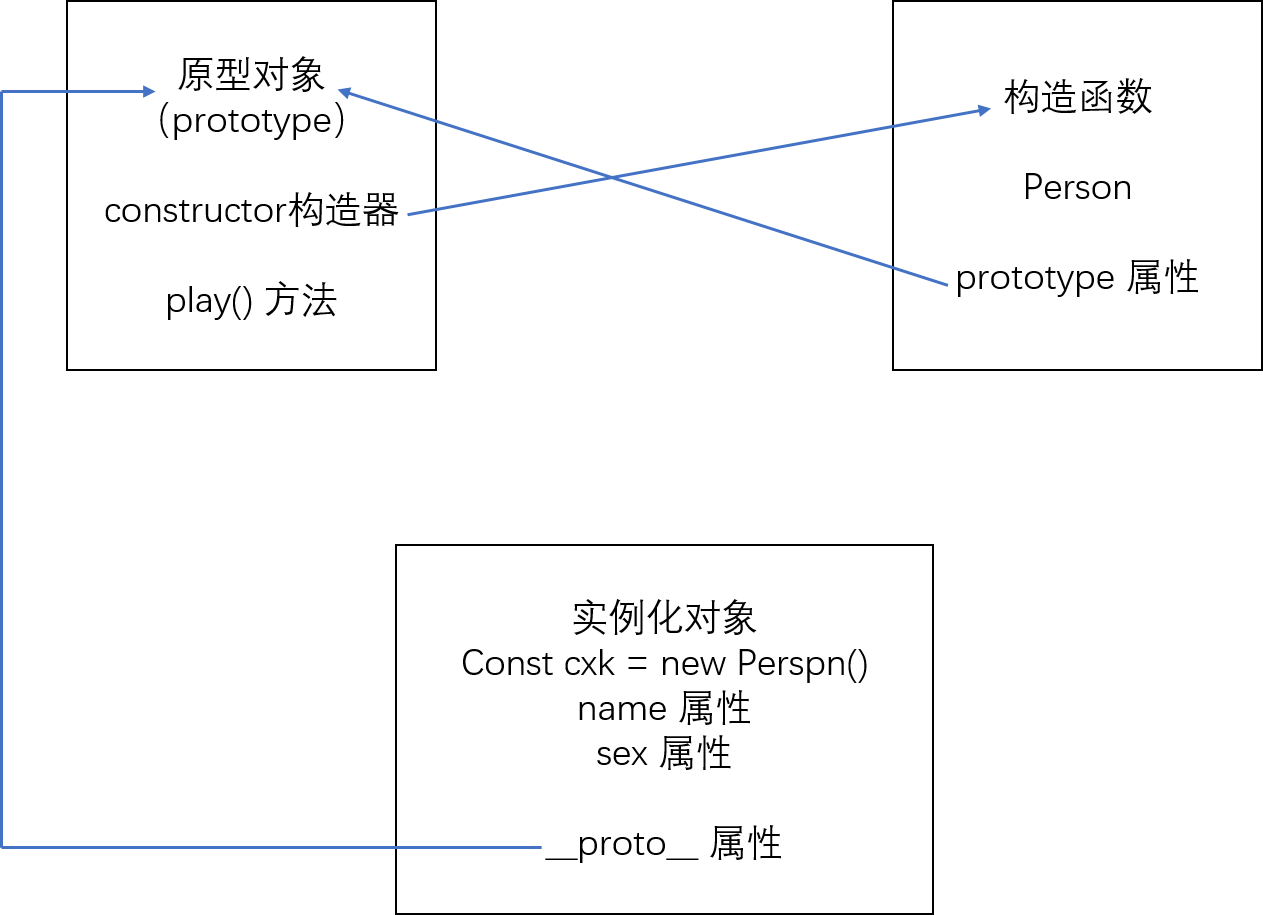 原型对象
（prototype）
constructor构造器
play() 方法
构造函数
Person
prototype 属性
实例化对象
Const cxk = new Perspn()
name 属性
sex 属性
__proto__ 属性